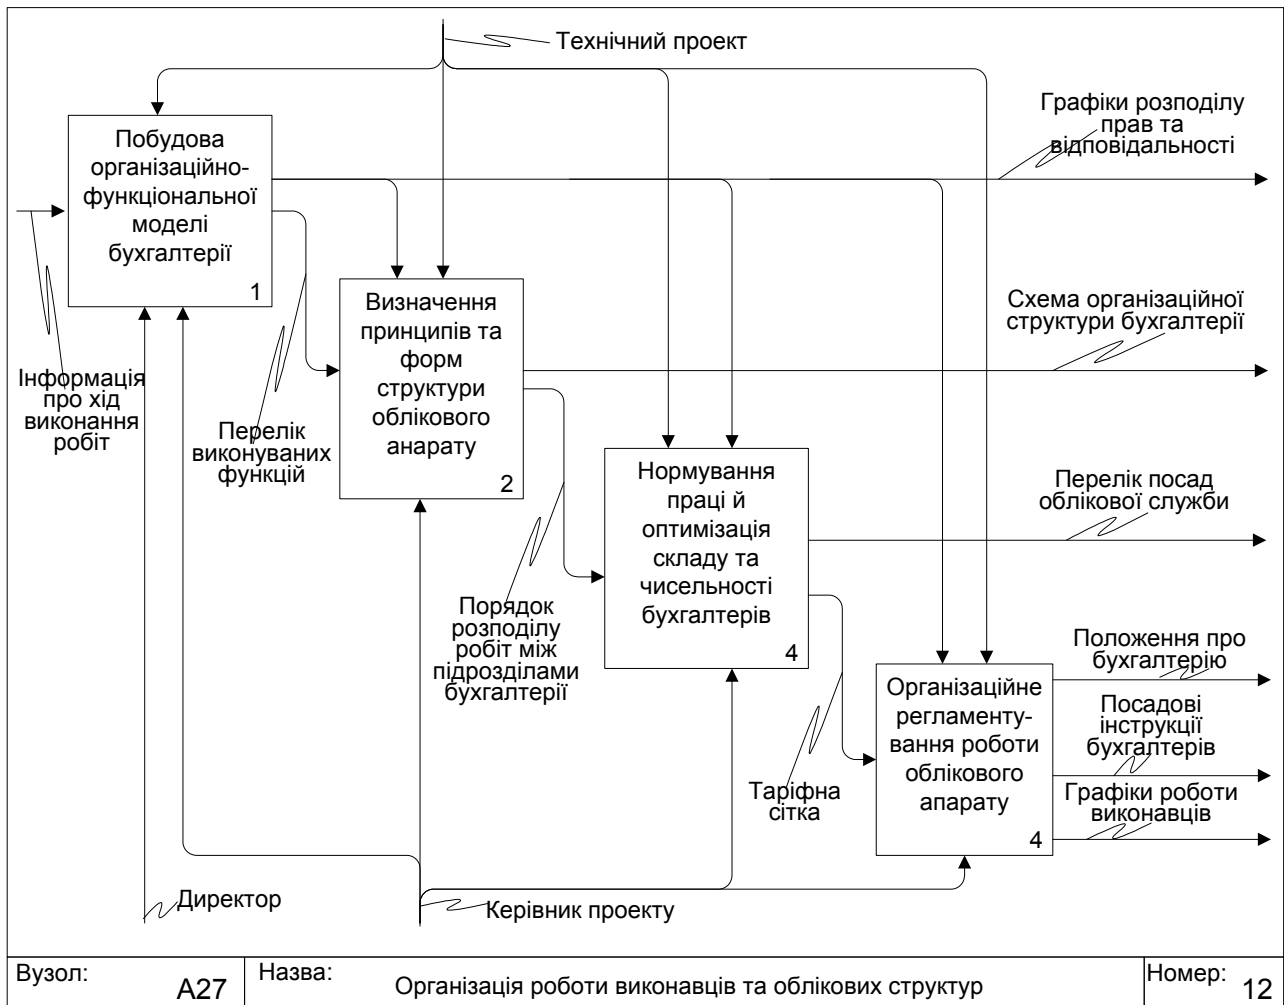 Технічний проект
Графіки розподілу
прав та
відповідальності
Побудова
організаційно-
функціональної
моделі
бухгалтерії
1
Визначення
принципів та
форм
структури
облікового
анарату
2
Схема організаційної
структури бухгалтерії
Інформація
про хід
виконання
робіт
Перелік
виконуваних
функцій
Нормування
праці й
оптимізація
складу та
чисельності
бухгалтерів
4
Перелік посад
облікової служби
Порядок
розподілу
робіт між
підрозділами
бухгалтерії
Організаційне
регламенту-
вання роботи
облікового
апарату
4
Положення про
бухгалтерію
Посадові
інструкції
бухгалтерів
Графіки роботи
виконавців
Таріфна
сітка
Директор
Керівник проекту
Вузол:
А27
Назва:
Організація роботи виконавців та облікових структур
Номер:
12